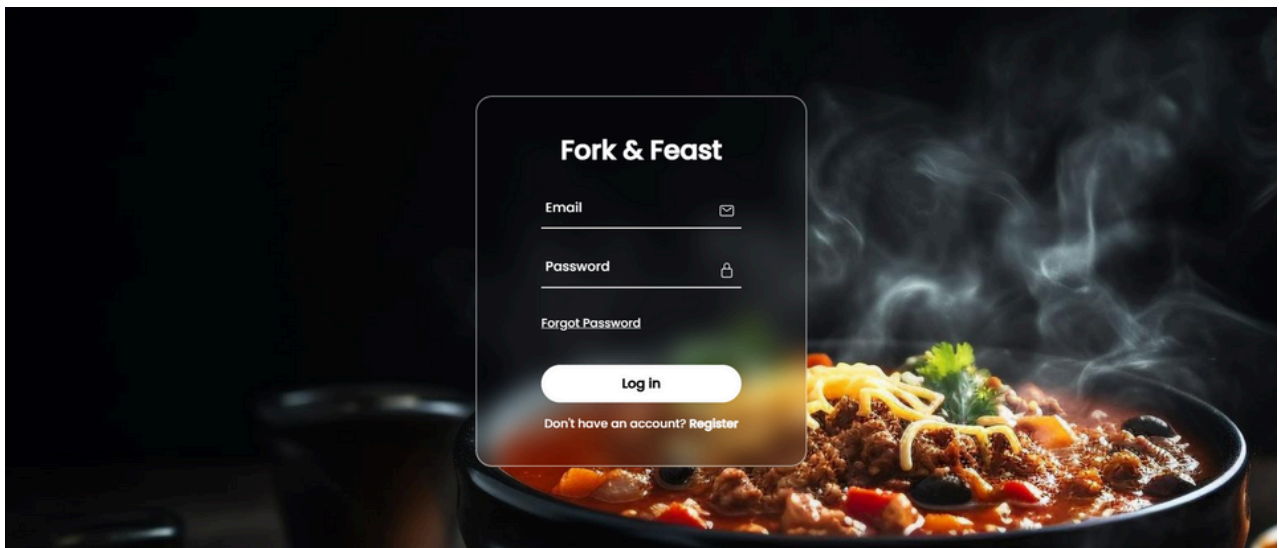 Fork & Feast
Email
Password
Forgot Password
Log in
Don't have an account? Register